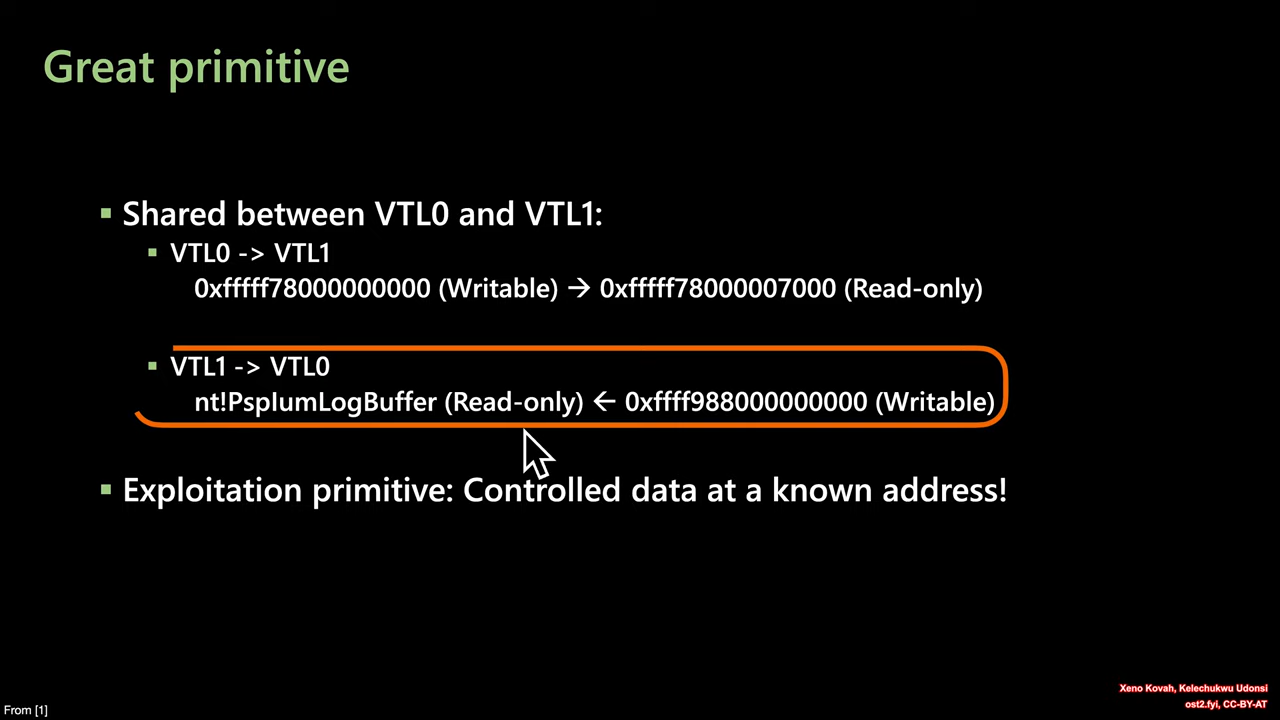 Great primitive
▪ Shared between VTL0 and VTL1:
▪ VTL0 -> VTL1
0xfffff78000000000 (Writable) → 0xfffff78000007000 (Read-only)
▪ VTL1 -> VTL0
nt!PspIumLogBuffer (Read-only) ← 0xffff988000000000 (Writable)
▪ Exploitation primitive: Controlled data at a known address!
Xeno Kovah, Kelechukwu Udonsi
ost2.fyi, CC-BY-AT
From [1]